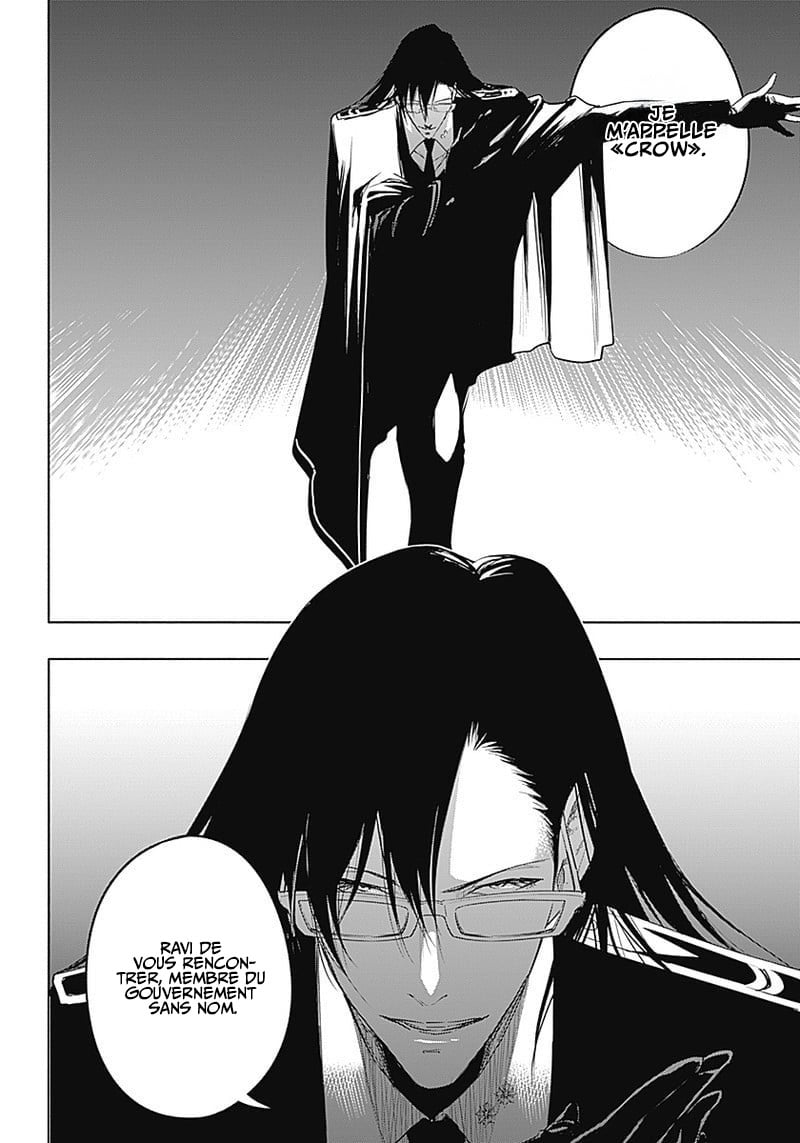 JE
M'APPELLE
«CROW».
RAVI DE
VOUS RENCON-
TRER, MEMBRE DU
GOUVERNEMENT
SANS NOM.